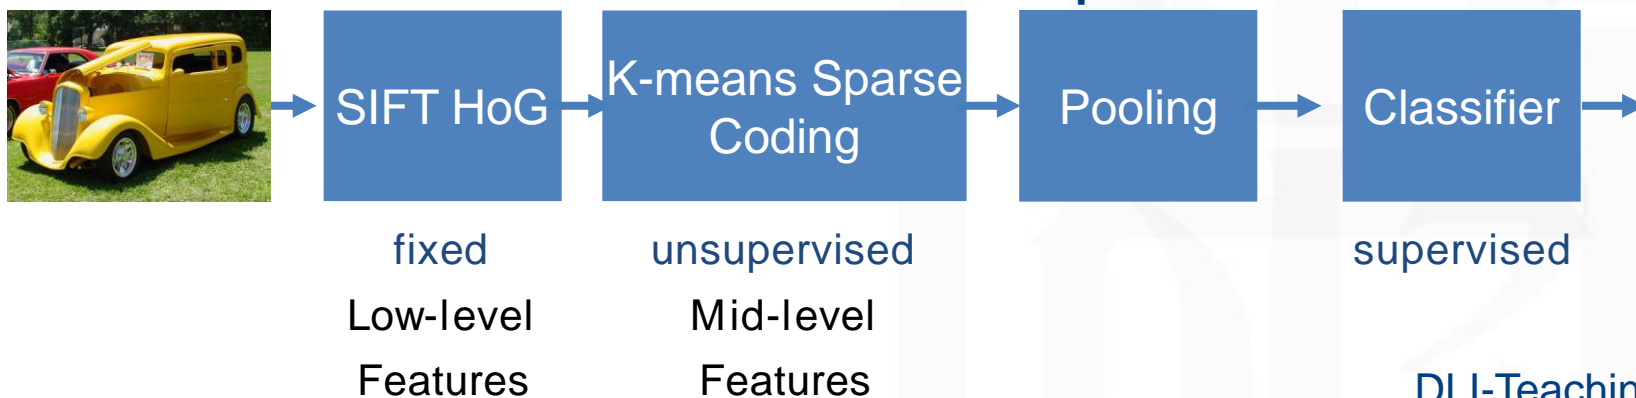 SIFT HoG
K-means Sparse
Coding
Pooling
Classifier
fixed
unsupervised
supervised
Low-level
Mid-level
Features
Features